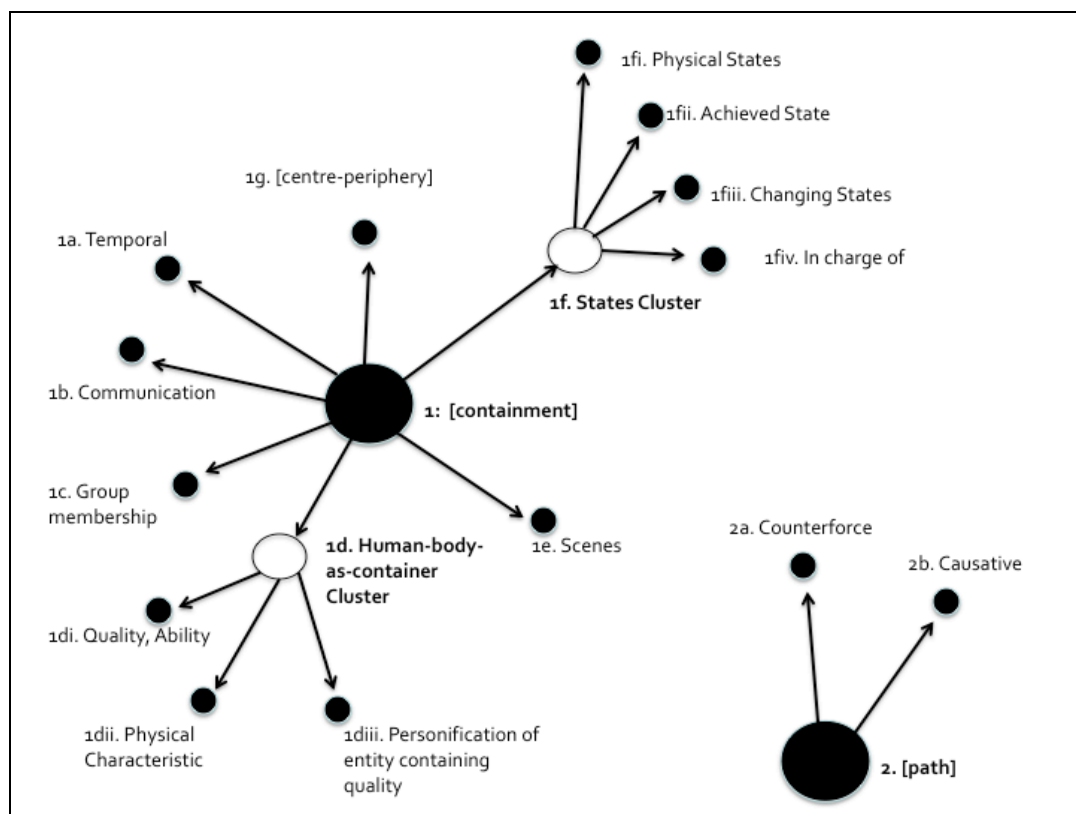 1fi. Physical States
1fii. Achieved State
1g. [centre-periphery]
1fiii. Changing States
1a. Temporal
1fiv. In charge of
1f. States Cluster
1b. Communication
1: [containment]
1c. Group
membership
1d. Human-body-
as-container
Cluster
1e. Scenes
2a. Counterforce
2b. Causative
1di. Quality, Ability
1dii. Physical
Characteristic
1diii. Personification of
entity containing
quality
2. [path]